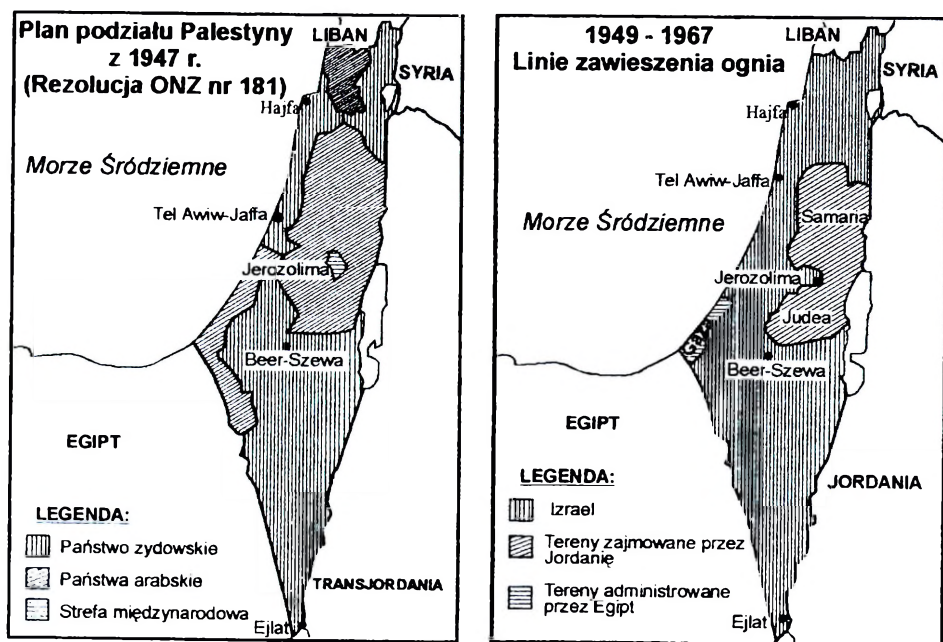 Plan podziału Palestyny
z 1947 r.
(Rezolucja ONZ nr 181)
LIBAN
SYRIA
Hajfa
Morze Śródziemne
Tel Awiw-Jaffa
Jerozolima
Beer-Szewa
EGIPT
LEGENDA:
Państwo zydowskie
Państwa arabskie
Strefa międzynarodowa
TRANSJORDANIA
Ejlat
1949 - 1967
Linie zawieszenia ognia
LIBAN
SYRIA
Hajfa
Tel Awiw-Jaffa
Morze Śródziemne
Samaria
Jerozolima
Judea
Gaza
Beer-Szewa
EGIPT
JORDANIA
LEGENDA:
Izrael
Tereny zajmowane przez
Jordanię
Tereny administrowane
przez Egipt
Ejlat